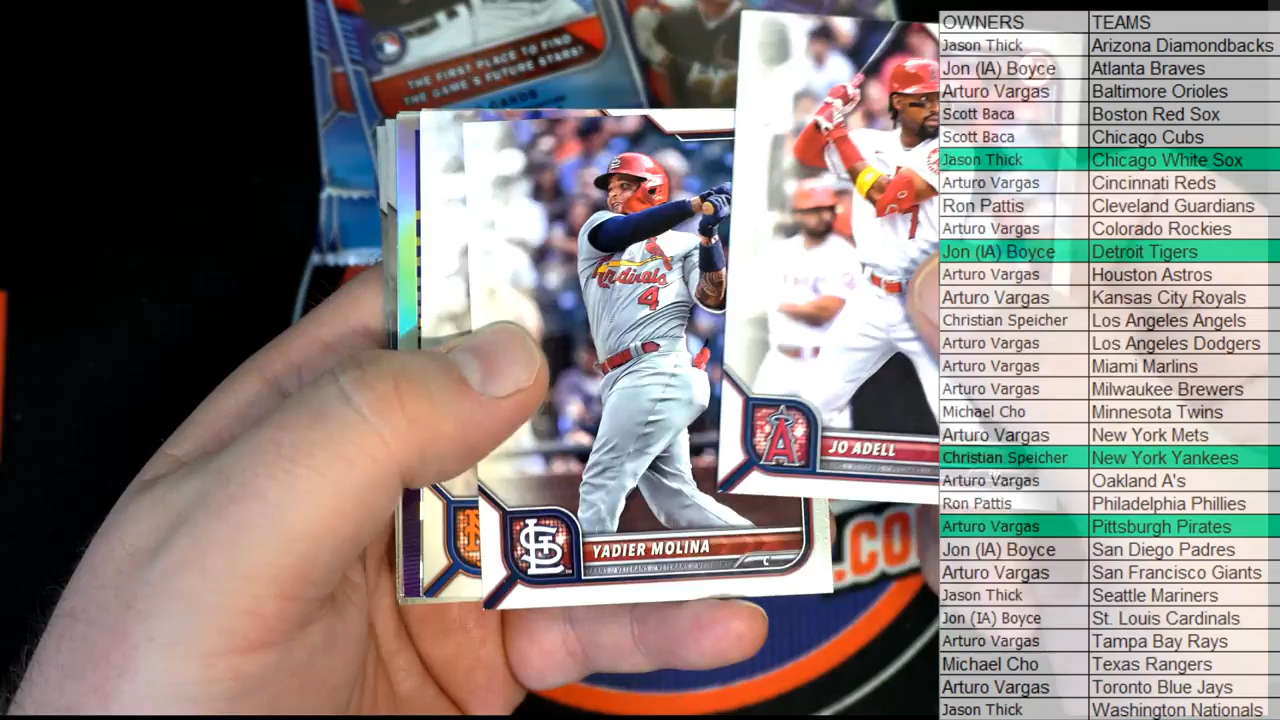 THE FIRST PLACE TO FIND
THE GAME'S FUTURE STARS!
CARDS
Cardinals
4
7
JO ADELL
YADIER MOLINA
C
.CO
OWNERS TEAMS
Jason Thick Arizona Diamondbacks
Jon (IA) Boyce Atlanta Braves
Arturo Vargas Baltimore Orioles
Scott Baca Boston Red Sox
Scott Baca Chicago Cubs
Jason Thick Chicago White Sox
Arturo Vargas Cincinnati Reds
Ron Pattis Cleveland Guardians
Arturo Vargas Colorado Rockies
Jon (IA) Boyce Detroit Tigers
Arturo Vargas Houston Astros
Arturo Vargas Kansas City Royals
Christian Speicher Los Angeles Angels
Arturo Vargas Los Angeles Dodgers
Arturo Vargas Miami Marlins
Arturo Vargas Milwaukee Brewers
Michael Cho Minnesota Twins
Arturo Vargas New York Mets
Christian Speicher New York Yankees
Arturo Vargas Oakland A's
Ron Pattis Philadelphia Phillies
Arturo Vargas Pittsburgh Pirates
Jon (IA) Boyce San Diego Padres
Arturo Vargas San Francisco Giants
Jason Thick Seattle Mariners
Jon (IA) Boyce St. Louis Cardinals
Arturo Vargas Tampa Bay Rays
Michael Cho Texas Rangers
Arturo Vargas Toronto Blue Jays
Jason Thick Washington Nationals